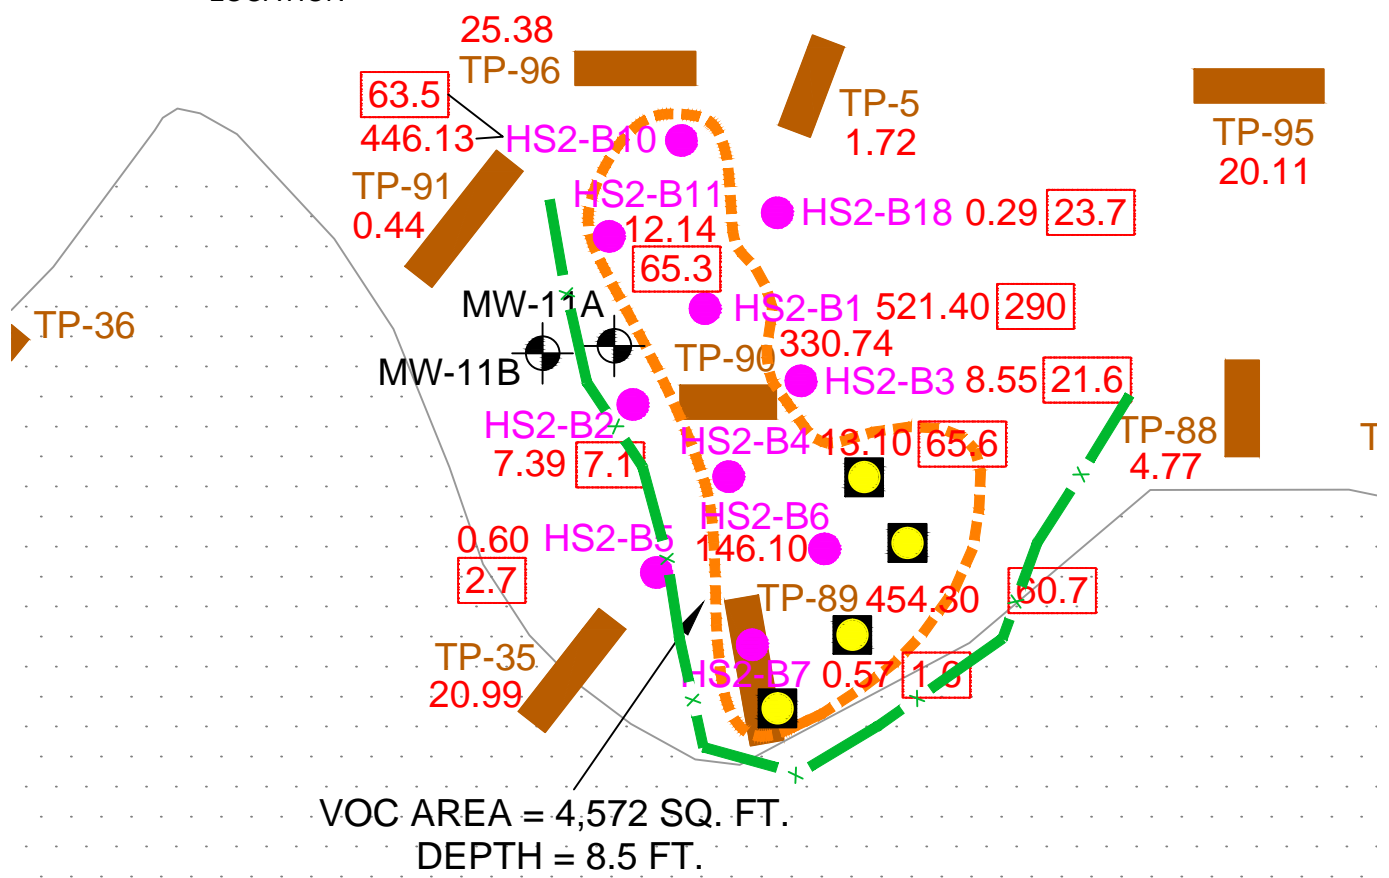 25.38
TP-96
63.5
446.13
HS2-B10
TP-5
1.72
TP-95
20.11
TP-91
0.44
HS2-B11
12.14
65.3
HS2-B18 0.29 23.7
MW-11A
HS2-B1 521.40 290
TP-36
330.74
TP-90
MW-11B
HS2-B3 8.55 21.6
HS2-B2
7.39 7.1
HS2-B4 13.10 65.6
TP-88
4.77
HS2-B6
146.10
0.60 HS2-B5
2.7
TP-89 454.30 60.7
TP-35
20.99
HS2-B7 0.57 1.6
VOC AREA = 4,572 SQ. FT.
DEPTH = 8.5 FT.